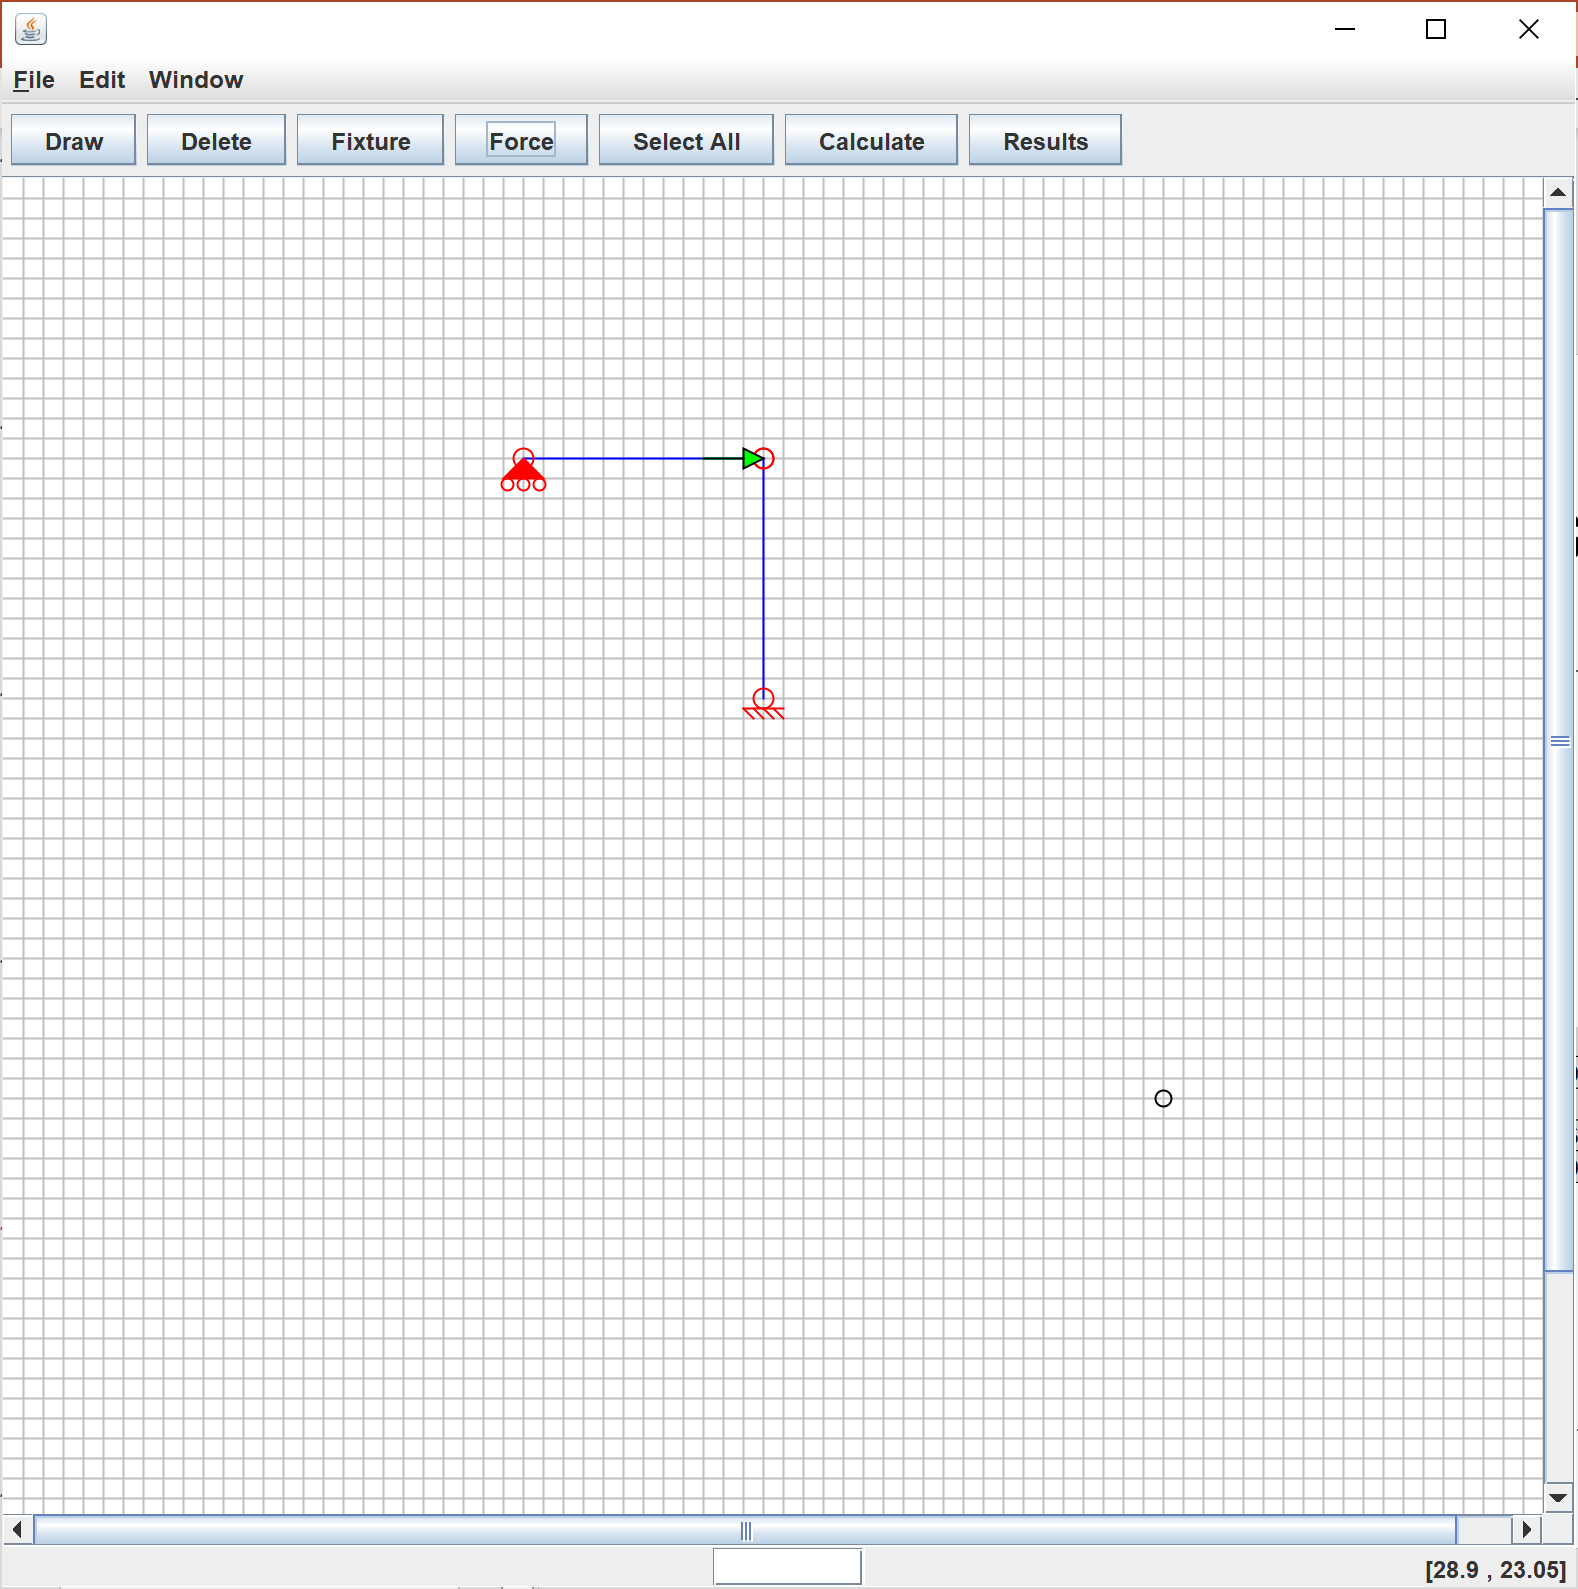 File Edit Window
Draw Delete Fixture Force Select All Calculate Results
[28.9 , 23.05]